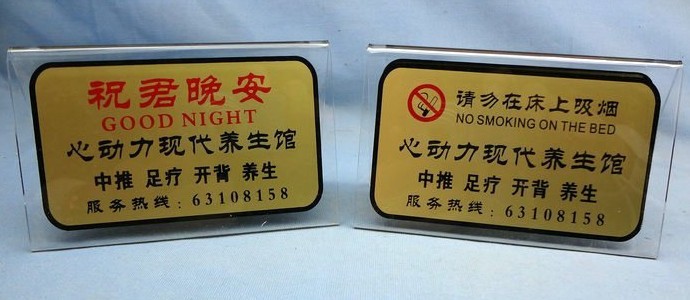 祝君晚安
GOOD NIGHT
心动力现代养生馆
中推 足疗 开背 养生
服务热线：63108158
请勿在床上吸烟
NO SMOKING ON THE BED
心动力现代养生馆
中推 足疗 开背 养生
服务热线：63108158